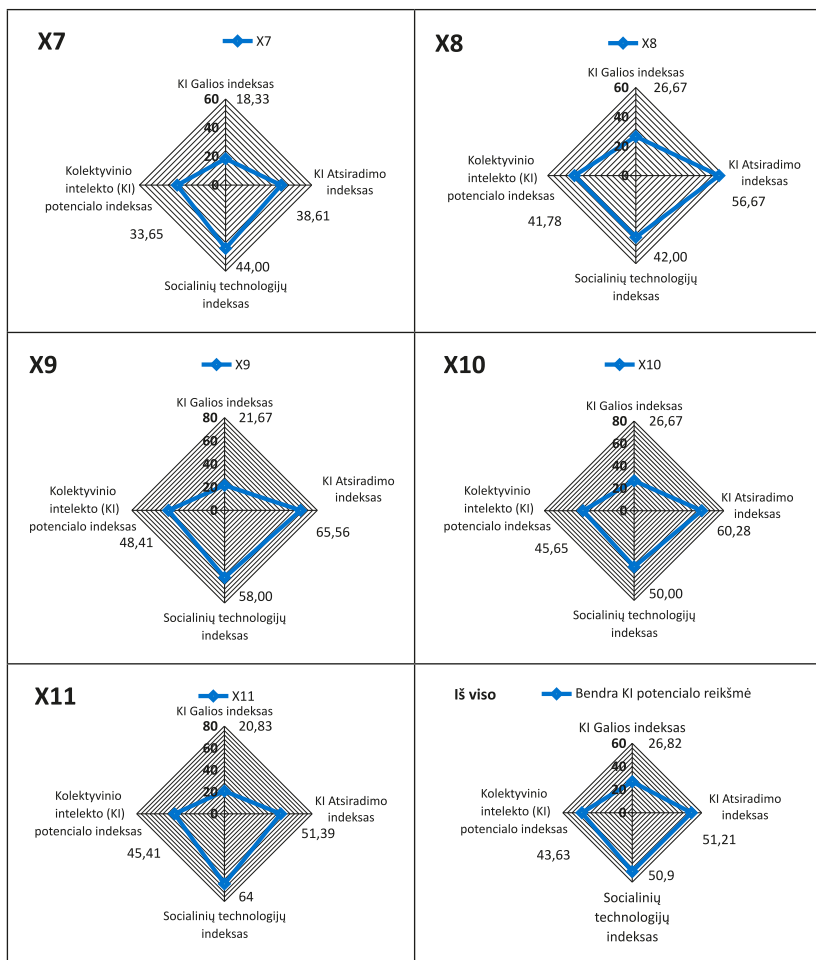 X7
X7
KI Galios indeksas
60
18,33
40
20
0
Kolektyvinio
intelekto (KI)
potencialo indeksas
33,65
KI Atsiradimo
indeksas
38,61
44,00
Socialinių technologijų
indeksas
X8
X8
KI Galios indeksas
60
26,67
40
20
0
Kolektyvinio
intelekto (KI)
potencialo indeksas
41,78
KI Atsiradimo
indeksas
56,67
42,00
Socialinių technologijų
indeksas
X9
X9
KI Galios indeksas
80
21,67
60
40
20
0
Kolektyvinio
intelekto (KI)
potencialo indeksas
48,41
KI Atsiradimo
indeksas
65,56
58,00
Socialinių technologijų
indeksas
X10
X10
KI Galios indeksas
80
26,67
60
40
20
0
Kolektyvinio
intelekto (KI)
potencialo indeksas
45,65
KI Atsiradimo
indeksas
60,28
50,00
Socialinių technologijų
indeksas
X11
X11
KI Galios indeksas
80
20,83
60
40
20
0
Kolektyvinio
intelekto (KI)
potencialo indeksas
45,41
KI Atsiradimo
indeksas
51,39
64
Socialinių technologijų
indeksas
Iš viso
Bendra KI potencialo reikšmė
KI Galios indeksas
60
26,82
40
20
0
Kolektyvinio
intelekto (KI)
potencialo indeksas
43,63
KI Atsiradimo
indeksas
51,21
50,9
Socialinių
technologijų
indeksas